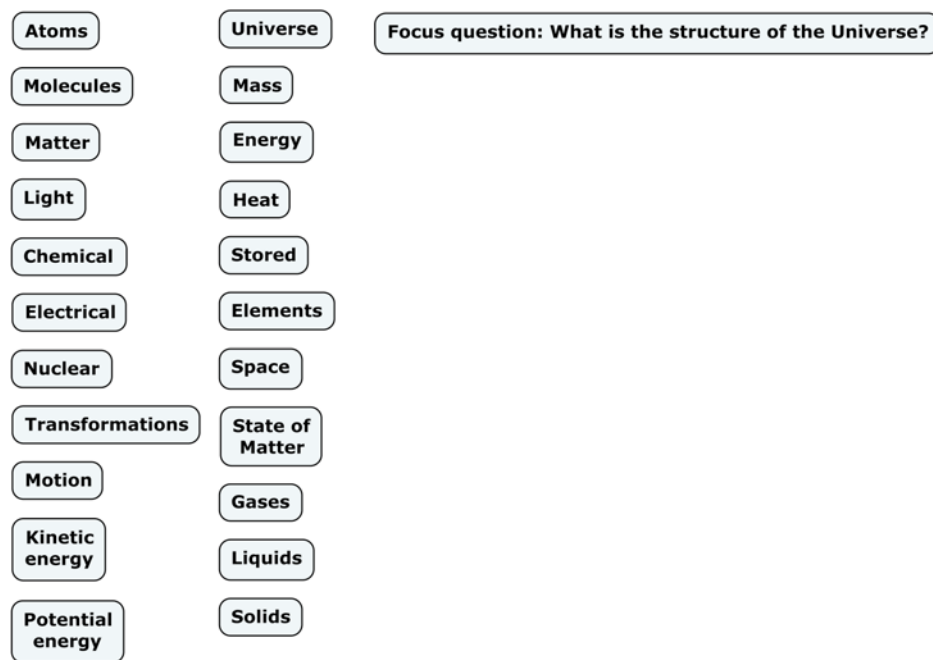 Atoms
Molecules
Matter
Light
Chemical
Electrical
Nuclear
Transformations
Motion
Kinetic
energy
Potential
energy
Universe
Mass
Energy
Heat
Stored
Elements
Space
State of
Matter
Gases
Liquids
Solids
Focus question: What is the structure of the Universe?